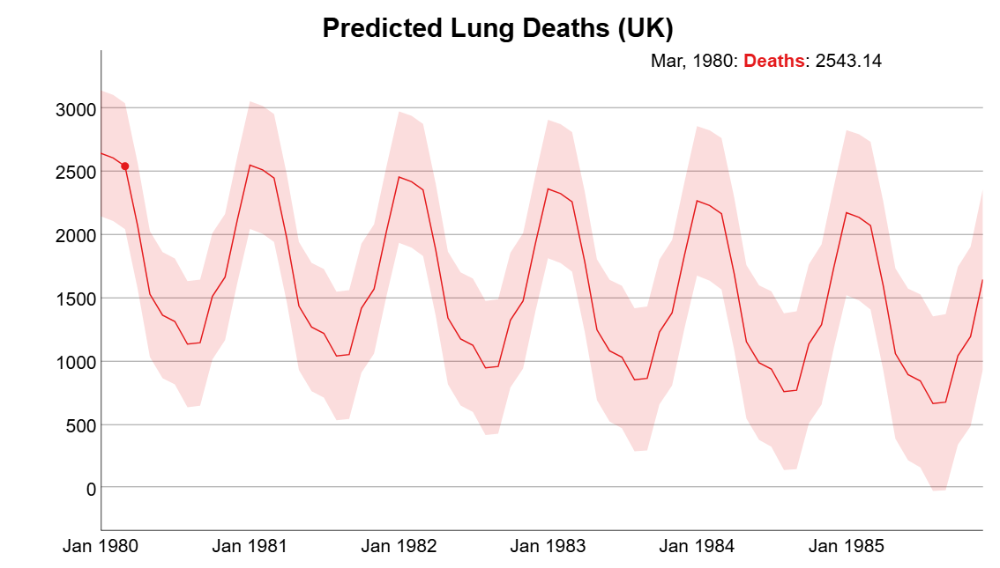 Predicted Lung Deaths (UK)
Mar, 1980: Deaths: 2543.14
3000
2500
2000
1500
1000
500
0
Jan 1980 Jan 1981 Jan 1982 Jan 1983 Jan 1984 Jan 1985